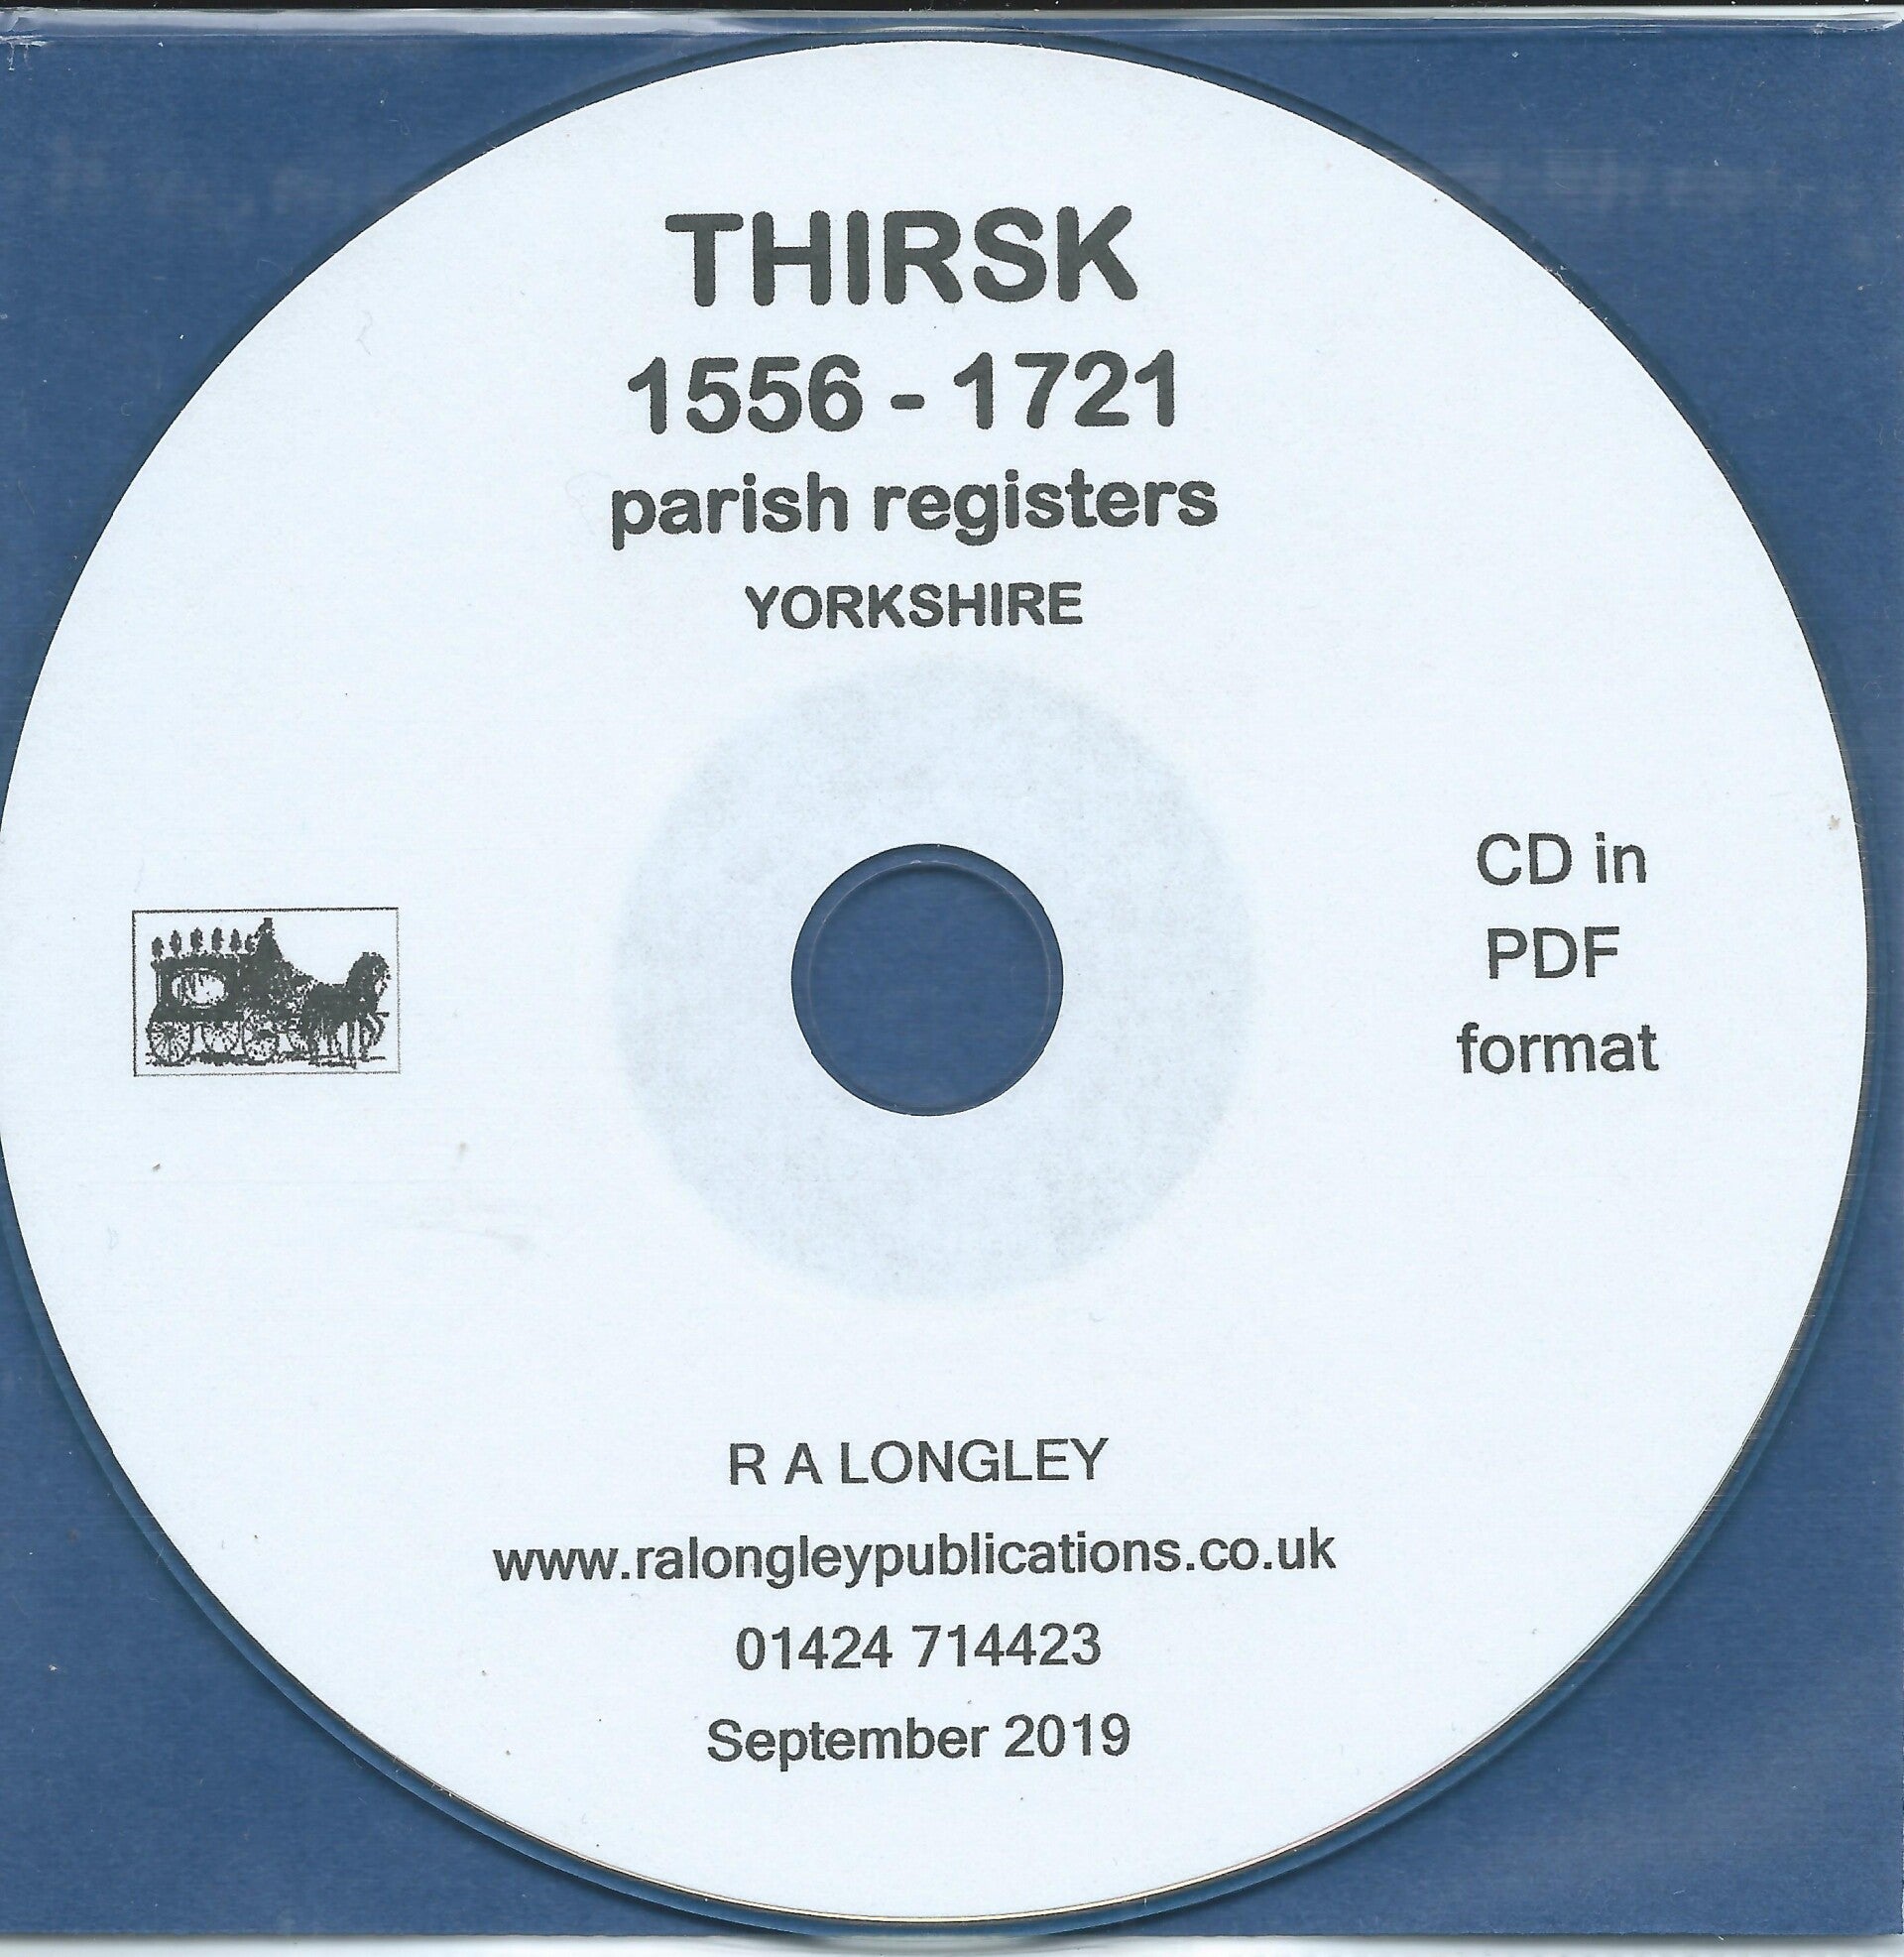 THIRSK
1556 - 1721
parish registers
YORKSHIRE
CD in
PDF
format
R A LONGLEY
www.ralongleypublications.co.uk
01424 714423
September 2019